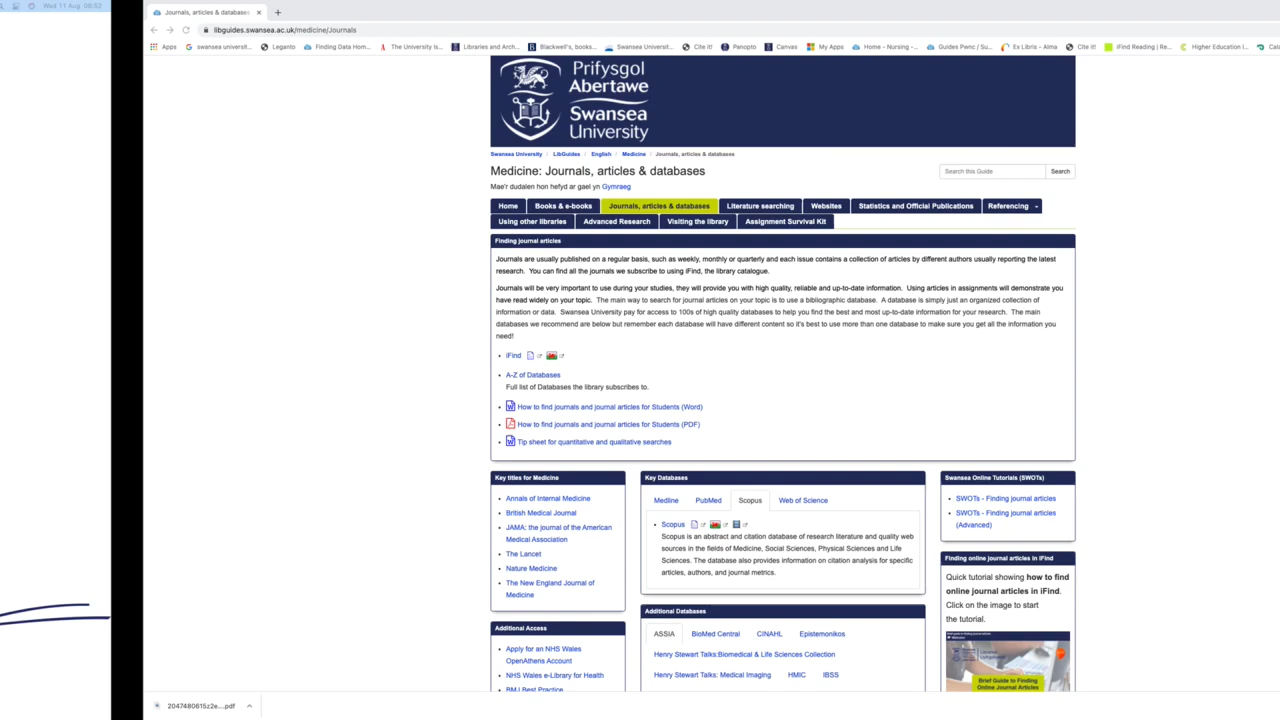 Wed 11 Aug 08:52
Journals, articles & databases
libguides.swansea.ac.uk/medicine/Journals
Apps
swansea universit...
Leganto
Finding Data Hom...
The University is...
Libraries and Arch...
Blackwell's, books...
Swansea Universit...
Cite it!
Panopto
Canvas
My Apps
Home - Nursing -...
Guides Pwnc / Su...
Ex Libris - Alma
Cite it!
iFind Reading | Re...
Higher Education I...
Prifysgol
Abertawe
Swansea
University
Swansea University / LibGuides / English / Medicine / Journals, articles & databases
Medicine: Journals, articles & databases
Search this Guide
Search
Mae'r dudalen hon hefyd ar gael yn Gymraeg
Home
Books & e-books
Journals, articles & databases
Literature searching
Websites
Statistics and Official Publications
Referencing
Using other libraries
Advanced Research
Visiting the library
Assignment Survival Kit
Finding journal articles
Journals are usually published on a regular basis, such as weekly, monthly or quarterly and each issue contains a collection of articles by different authors usually reporting the latest
research. You can find all the journals we subscribe to using iFind, the library catalogue.
Journals will be very important to use during your studies, they will provide you with high quality, reliable and up-to-date information. Using articles in assignments will demonstrate you
have read widely on your topic. The main way to search for journal articles on your topic is to use a bibliographic database. A database is simply just an organized collection of
information or data. Swansea University pay for access to 100s of high quality databases to help you find the best and most up-to-date information for your research. The main
databases we recommend are below but remember each database will have different content so it's best to use more than one database to make sure you get all the information you
need!
iFind
A-Z of Databases
Full list of Databases the library subscribes to.
How to find journals and journal articles for Students (Word)
How to find journals and journal articles for Students (PDF)
Tip sheet for quantitative and qualitative searches
Key titles for Medicine
Annals of Internal Medicine
British Medical Journal
JAMA: the journal of the American
Medical Association
The Lancet
Nature Medicine
The New England Journal of
Medicine
Additional Access
Apply for an NHS Wales
OpenAthens Account
NHS Wales e-Library for Health
BMJ Best Practice
Key Databases
Medline
PubMed
Scopus
Web of Science
Scopus
Scopus is an abstract and citation database of research literature and quality web
sources in the fields of Medicine, Social Sciences, Physical Sciences and Life
Sciences. The database also provides information on citation analysis for specific
articles, authors, and journal metrics.
Additional Databases
ASSIA
BioMed Central
CINAHL
Epistemonikos
Henry Stewart Talks:Biomedical & Life Sciences Collection
Henry Stewart Talks: Medical Imaging
HMIC
IBSS
Swansea Online Tutorials (SWOTs)
SWOTs - Finding journal articles
SWOTs - Finding journal articles
(Advanced)
Finding online journal articles in iFind
Quick tutorial showing how to find
online journal articles in iFind.
Click on the image to start
the tutorial.
Brief Guide to Finding
Online Journal Articles
2047480615z2e....pdf